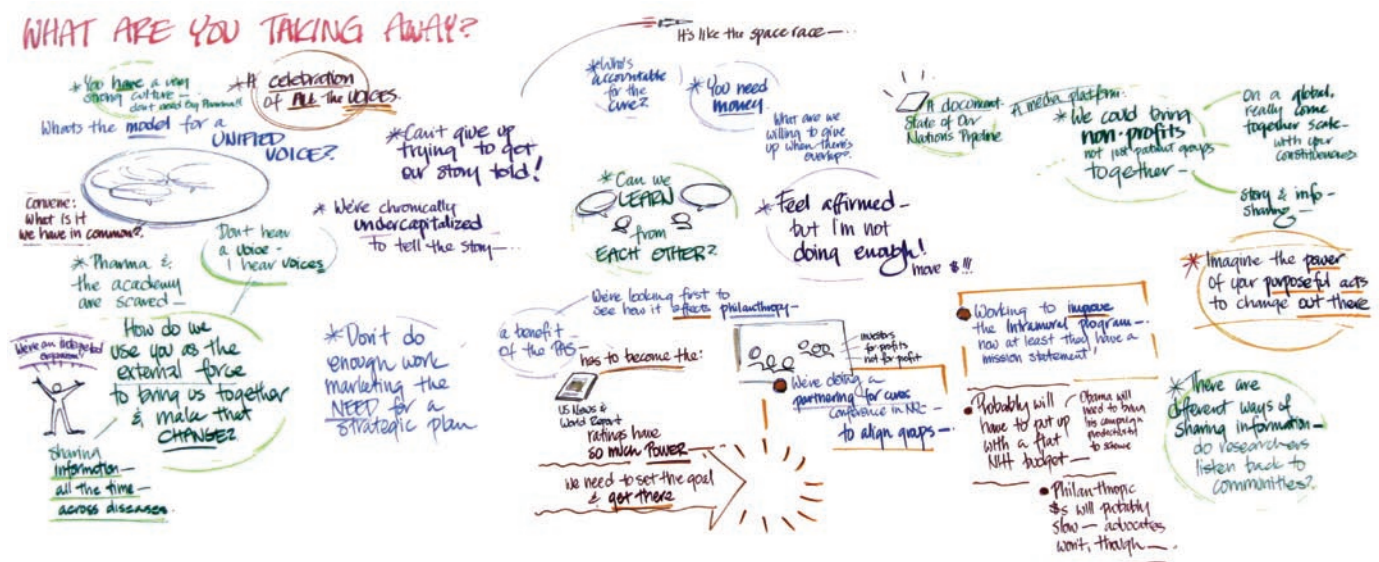 WHAT ARE YOU TAKING AWAY?
* You have a very
strong culture —
* A celebration
of ALL the VOICES.
What's the model for a
UNIFIED
VOICE?
Convene:
What is it
we have in common?
Don't hear
a voice -
I hear voices
* Can't give up
trying to get
our story told!
* We're chronically
undercapitalized
to tell the story—...
* Pharma &
the academy
are scared —
We're an integrated
organism!
How do we
use you as the
external force
to bring us together
& make that
CHANGE?
sharing
information—
all the time—
across diseases.
* Don't do
enough work
marketing the
NEED for a
strategic plan
It's like the space race—...
* Who's
accountable
for the
cure?
* You need
money.
What are we
willing to give
up when there's
overlap?
* Can we
LEARN
from
EACH OTHER?
* Feel affirmed—
but I'm not
doing enough!
move $!!!
We're looking first to
see how it effects philanthropy—
a benefit
of the
has to become the:
US News &
World Report
ratings have
so much POWER—
we need to set the goal
& get there
investors
for profits
not for profit
We're doing a
partnering for cures
conference in NYC—
to align groups—
A document
State of Our
Nation's Pipeline
A media platform:
* We could bring
non-profits
not just patient groups
together—
On a global,
really come
together scale—
with your
constituencies
story & info-
sharing—
* Imagine the power
of your purposeful acts
to change out there
Working to improve
the Intramural program—
now at least they have a
mission statement!
• Probably will
have to put up
with a flat
NIH budget—
Obama will
need to bring
his campaign
to science
• Philanthropic
$s will probably
slow — advocates
won't, though—.
* There are
different ways of
sharing information—
do researchers
listen back to
communities?